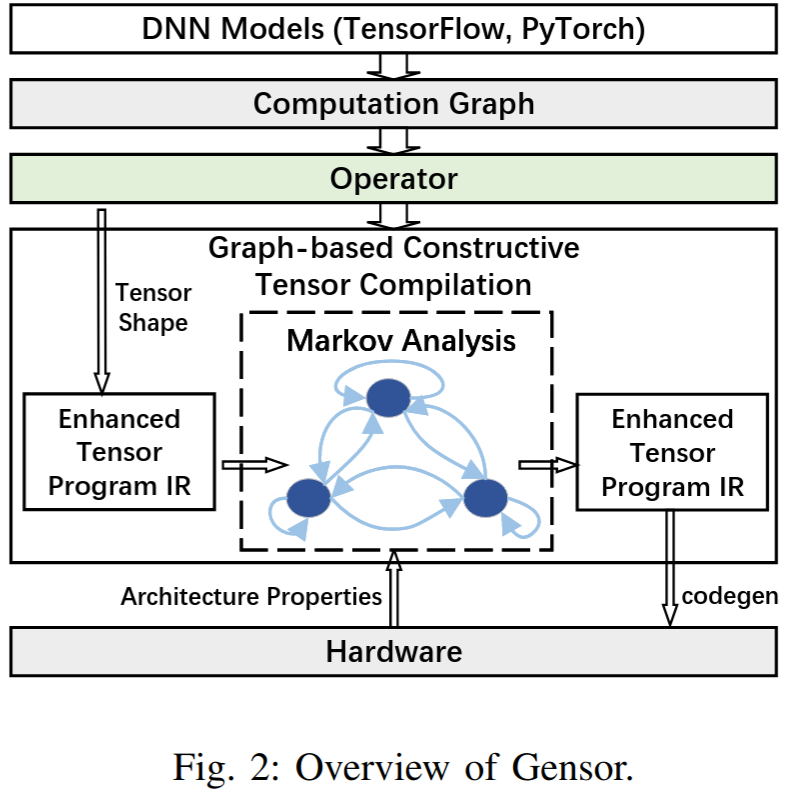 DNN Models (TensorFlow, PyTorch)
Computation Graph
Operator
Graph-based Constructive
Tensor Compilation
Tensor
Shape
Markov Analysis
Enhanced
Tensor
Program IR
Enhanced
Tensor
Program IR
Architecture Properties
codegen
Hardware
Fig. 2: Overview of Gensor.